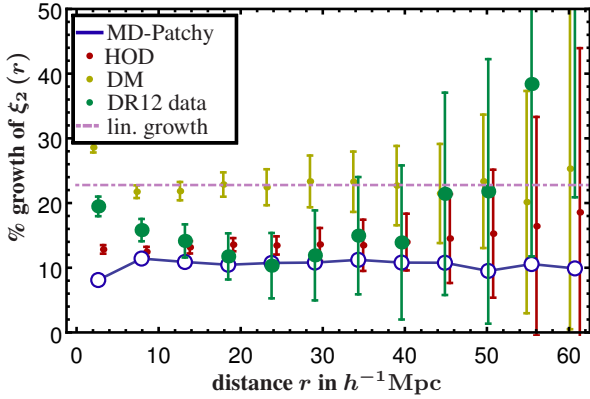 % growth of ξ₂ (r)
50
40
30
20
10
0
MD-Patchy
HOD
DM
DR12 data
lin. growth
0 10 20 30 40 50 60
distance r in h⁻¹Mpc